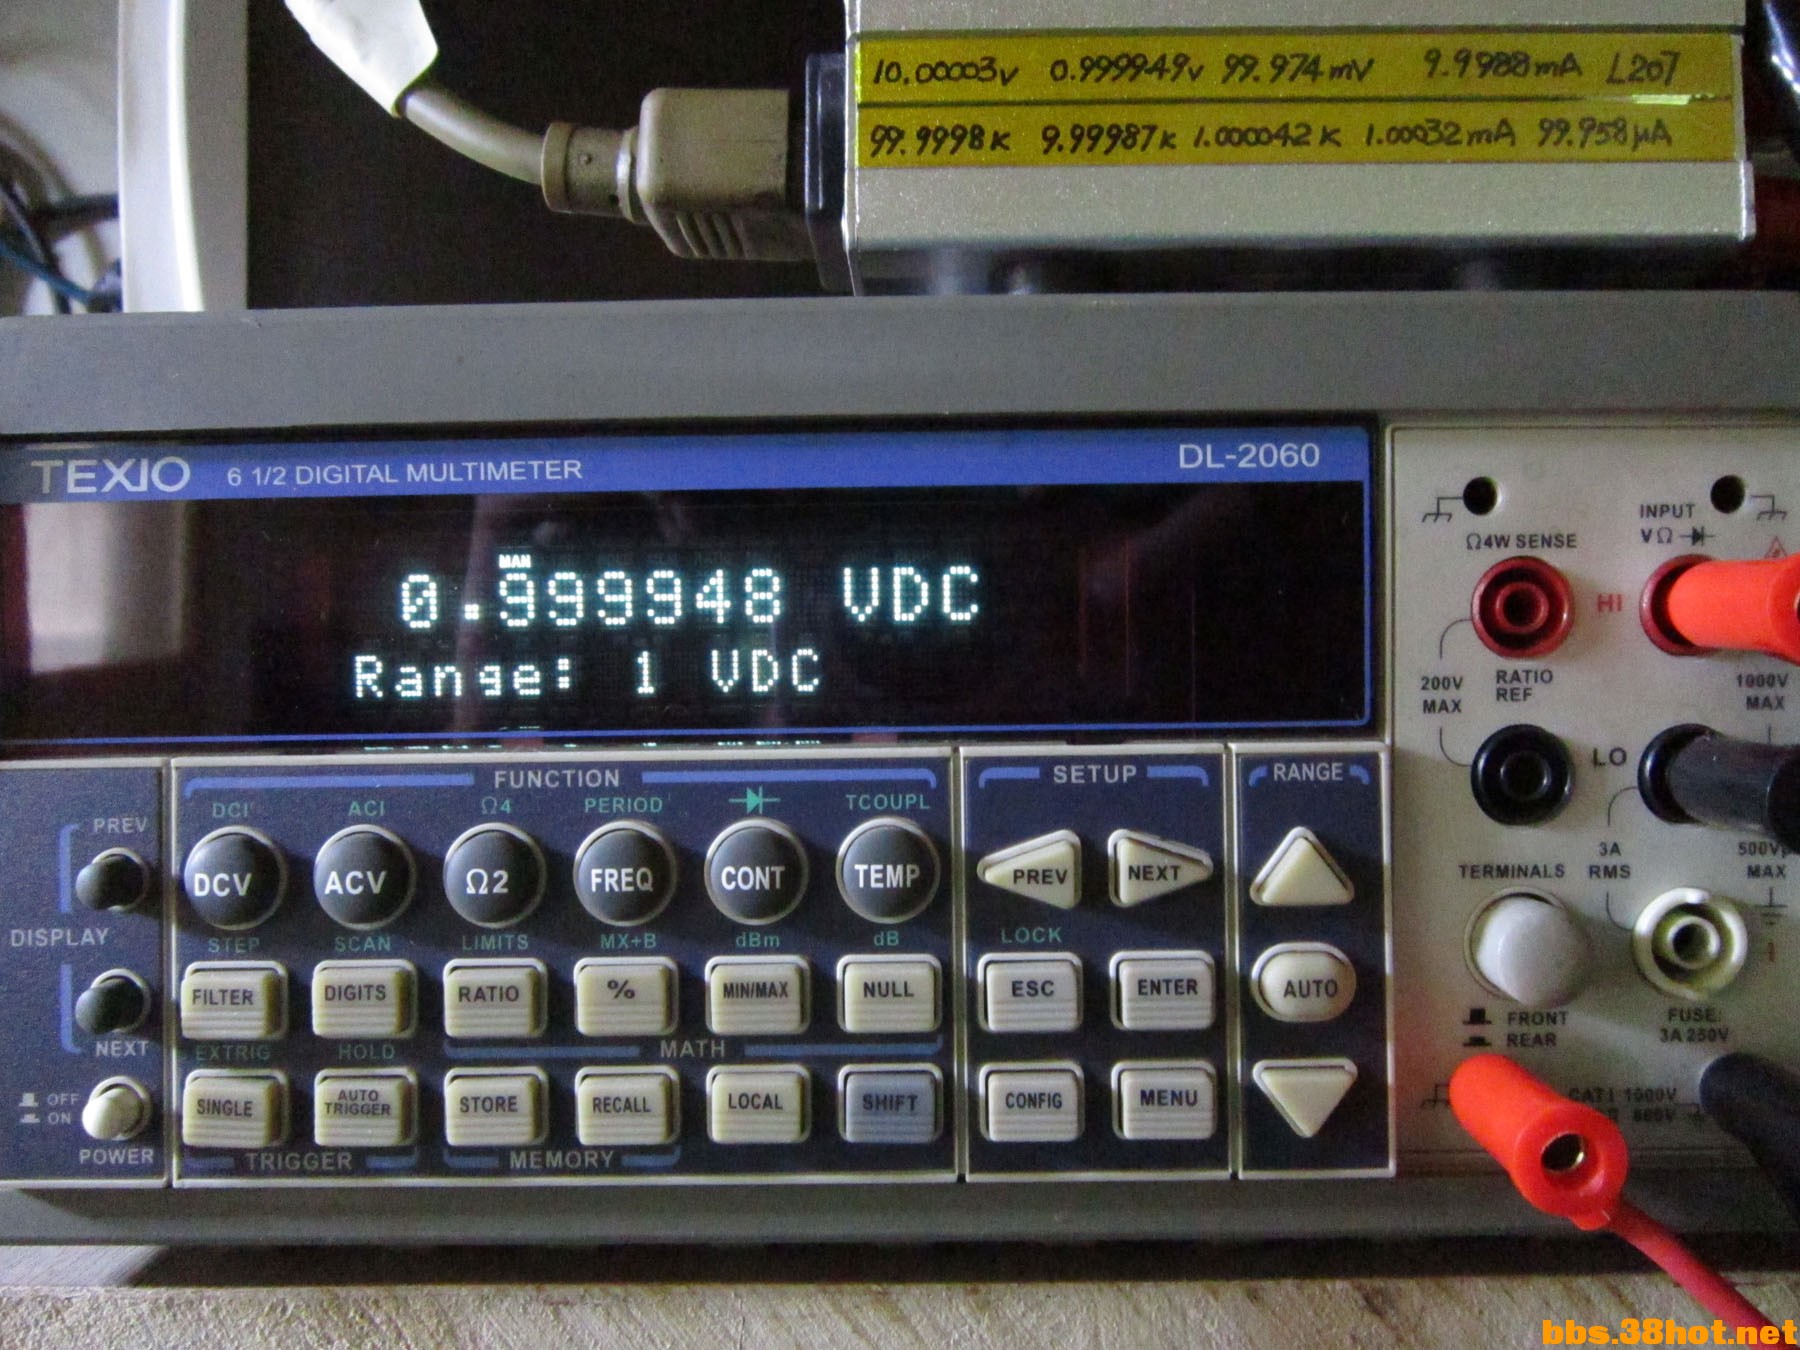 10.00003v 0.999949v 99.974mV 9.9988mA L207
99.9998K 9.99987K 1.000042K 1.00032mA 99.958µA
TEXIO 6 1/2 DIGITAL MULTIMETER DL-2060
MAN
0.999948 VDC
Range: 1 VDC
INPUT
Ω4W SENSE VΩ
HI
200V MAX
RATIO REF
1000V MAX
LO
3A RMS
500Vp MAX
TERMINALS
FRONT
REAR
FUSE:
3A 250V
CAT I 1000V
FUNCTION
SETUP
RANGE
DCI ACI Ω4 PERIOD TCOUPL
PREV
DCV ACV Ω2 FREQ CONT TEMP
PREV NEXT
DISPLAY
STEP SCAN LIMITS MX+B dBm dB
LOCK
FILTER DIGITS RATIO % MIN/MAX NULL
ESC ENTER AUTO
NEXT
EXTRIG HOLD MATH
OFF
ON
SINGLE AUTO TRIGGER STORE RECALL LOCAL SHIFT
CONFIG MENU
POWER
TRIGGER MEMORY
bbs.38hot.net